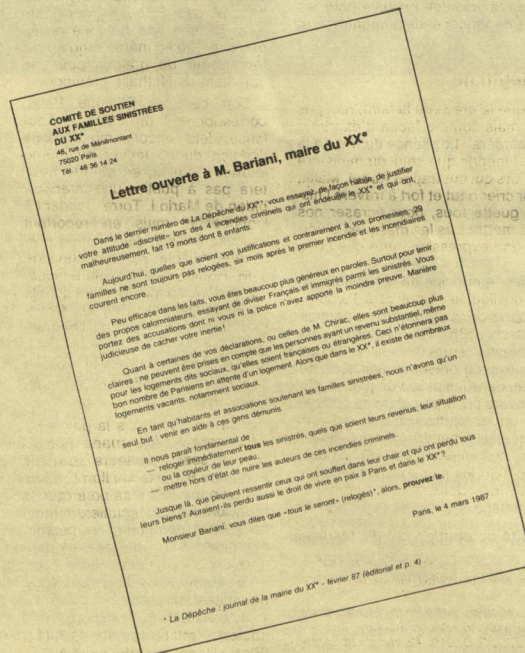 COMITÉ DE SOUTIEN
AUX FAMILLES SINISTRÉES
DU XXe
46, rue de Ménilmontant
75020 Paris
Tél. : 46 36 14 24
Lettre ouverte à M. Bariani, maire du XXe
Dans le dernier numéro de La Dépêche du XXe*, vous essayez, de façon habile, de justifier
votre attitude «discrète» lors des 4 incendies criminels qui ont endeuillé le XXe et qui ont,
malheureusement, fait 19 morts dont 8 enfants.
Aujourd'hui, quelles que soient vos justifications et contrairement à vos promesses, 29
familles ne sont toujours pas relogées, six mois après le premier incendie et les incendiaires
courent encore.
Peu efficace dans les faits, vous êtes beaucoup plus généreux en paroles. Surtout pour tenir
des propos calomniateurs, essayant de diviser Français et immigrés parmi les sinistrés. Vous
portez des accusations dont ni vous ni la police n'avez apporté la moindre preuve. Manière
judicieuse de cacher votre inertie!
Quant à certaines de vos déclarations, ou celles de M. Chirac, elles sont beaucoup plus
claires : ne peuvent être prises en compte que les personnes ayant un revenu substantiel, même
pour les logements dits sociaux, qu'elles soient françaises ou étrangères. Ceci n'étonnera pas
bon nombre de Parisiens en attente d'un logement. Alors que dans le XXe, il existe de nombreux
logements vacants, notamment sociaux.
En tant qu'habitants et associations soutenant les familles sinistrées, nous n'avons qu'un
seul but : venir en aide à ces gens démunis.
Il nous paraît fondamental de :
— reloger immédiatement tous les sinistrés, quels que soient leurs revenus, leur situation
ou la couleur de leur peau,
— mettre hors d'état de nuire les auteurs de ces incendies criminels.
Jusque là, que peuvent ressentir ceux qui ont souffert dans leur chair et qui ont perdu tous
leurs biens? Auraient-ils perdu aussi le droit de vivre en paix à Paris et dans le XXe?
Monsieur Bariani, vous dites que «tous le seront» (relogés)*, alors, prouvez le.
Paris, le 4 mars 1987
* La Dépêche : journal de la mairie du XXe - février 87 (éditorial et p. 4)